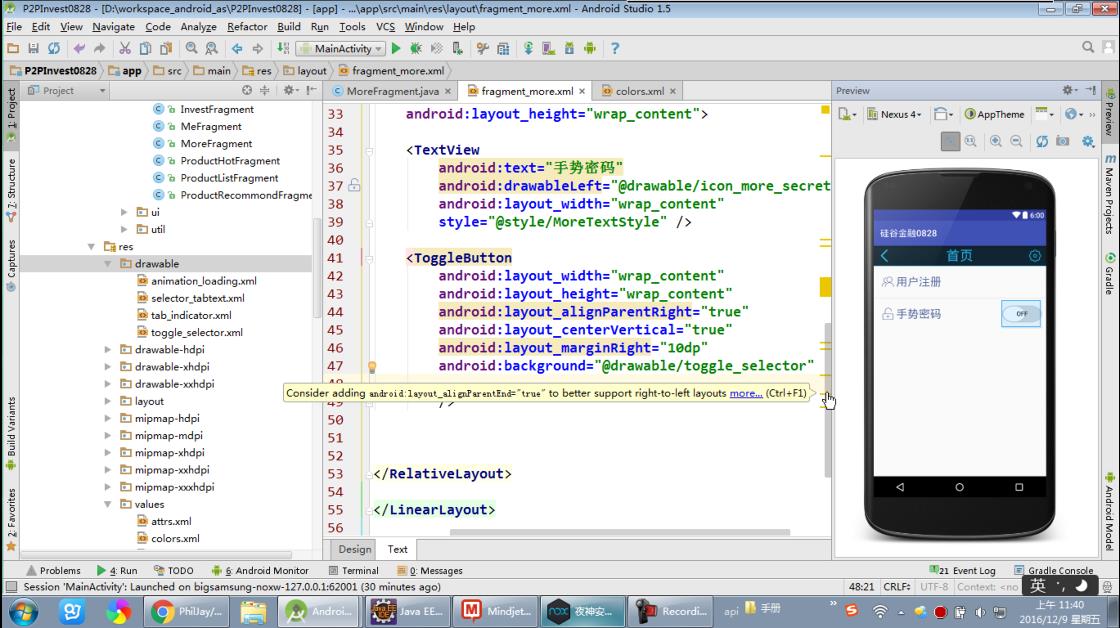 P2PInvest0828 - [D:\workspace_android_as\P2PInvest0828] - [app] - ...\app\src\main\res\layout\fragment_more.xml - Android Studio 1.5
File Edit View Navigate Code Analyze Refactor Build Run Tools VCS Window Help
MainActivity
P2PInvest0828 app src main res layout fragment_more.xml
Project MoreFragment.java fragment_more.xml colors.xml Preview
Nexus 4 AppTheme
1: Project
7: Structure
Captures
Build Variants
2: Favorites
InvestFragment
MeFragment
MoreFragment
ProductHotFragment
ProductListFragment
ProductRecommondFragme
ui
util
res
drawable
animation_loading.xml
selector_tabtext.xml
tab_indicator.xml
toggle_selector.xml
drawable-hdpi
drawable-xhdpi
drawable-xxhdpi
layout
mipmap-hdpi
mipmap-mdpi
mipmap-xhdpi
mipmap-xxhdpi
mipmap-xxxhdpi
values
attrs.xml
colors.xml
33 android:layout_height="wrap_content">
34
35 <TextView
36 android:text="手势密码"
37 android:drawableLeft="@drawable/icon_more_secret
38 android:layout_width="wrap_content"
39 style="@style/MoreTextStyle" />
40
41 <ToggleButton
42 android:layout_width="wrap_content"
43 android:layout_height="wrap_content"
44 android:layout_alignParentRight="true"
45 android:layout_centerVertical="true"
46 android:layout_marginRight="10dp"
47 android:background="@drawable/toggle_selector"
Consider adding android:layout_alignParentEnd="true" to better support right-to-left layouts more... (Ctrl+F1)
49 />
50
51
52
53 </RelativeLayout>
54
55 </LinearLayout>
56
Design Text
6:00
硅谷金融0828
首页
用户注册
手势密码 OFF
Preview
Maven Projects
Gradle
Android Model
Problems 4: Run TODO 6: Android Monitor Terminal 0: Messages 21 Event Log Gradle Console
Session 'MainActivity': Launched on bigsamsung-noxw-127.0.0.1:62001 (30 minutes ago) 48:21 CRLF UTF-8 Context: <no 英
PhilJay/... Androi... Java EE... Mindjet... 夜神安... Recordi... api 手册
上午 11:40
2016/12/9 星期五